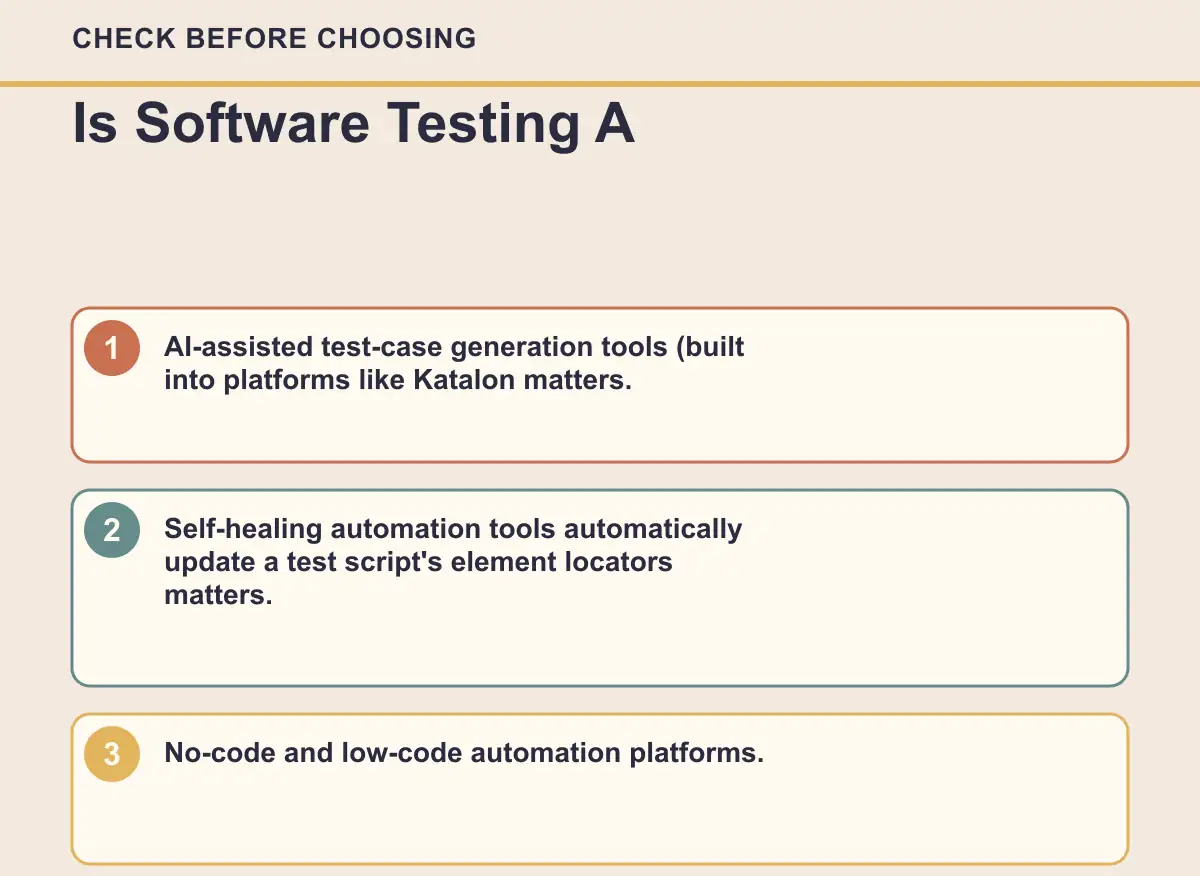 CHECK BEFORE CHOOSING
Is Software Testing A
1
AI-assisted test-case generation tools (built
into platforms like Katalon matters.
2
Self-healing automation tools automatically
update a test script's element locators
matters.
3
No-code and low-code automation platforms.